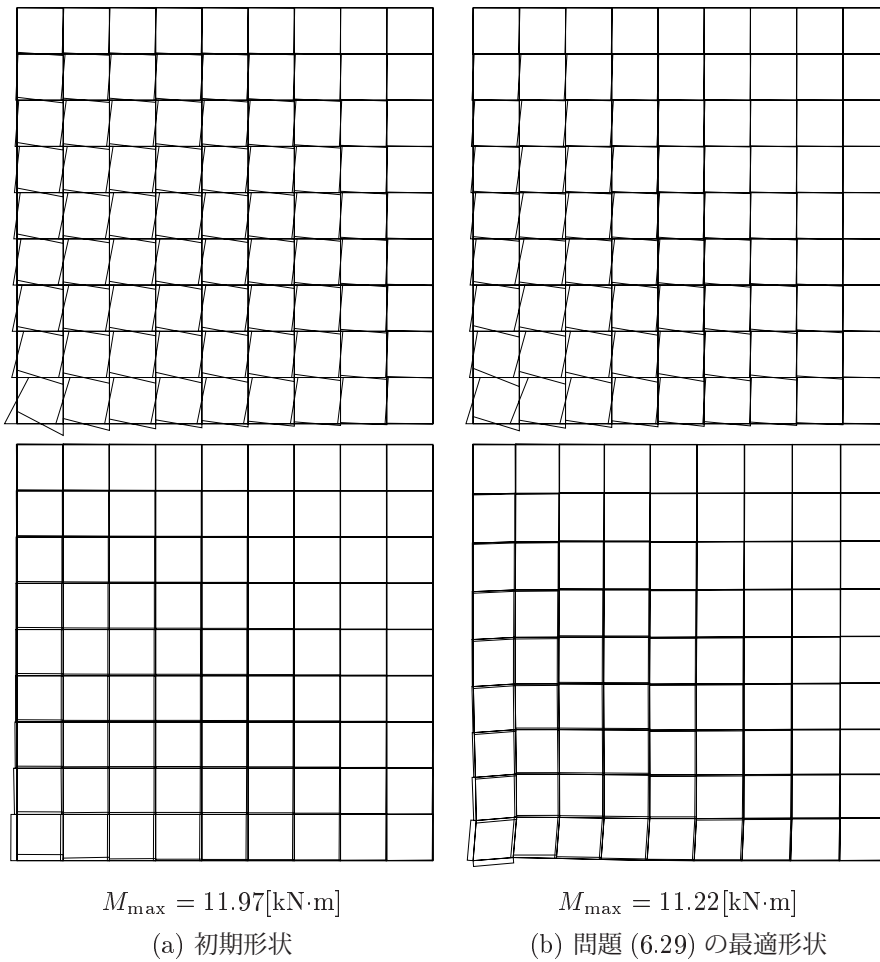 M_max = 11.97[kN·m]
M_max = 11.22[kN·m]
(a) 初期形状
(b) 問題 (6.29) の最適形状